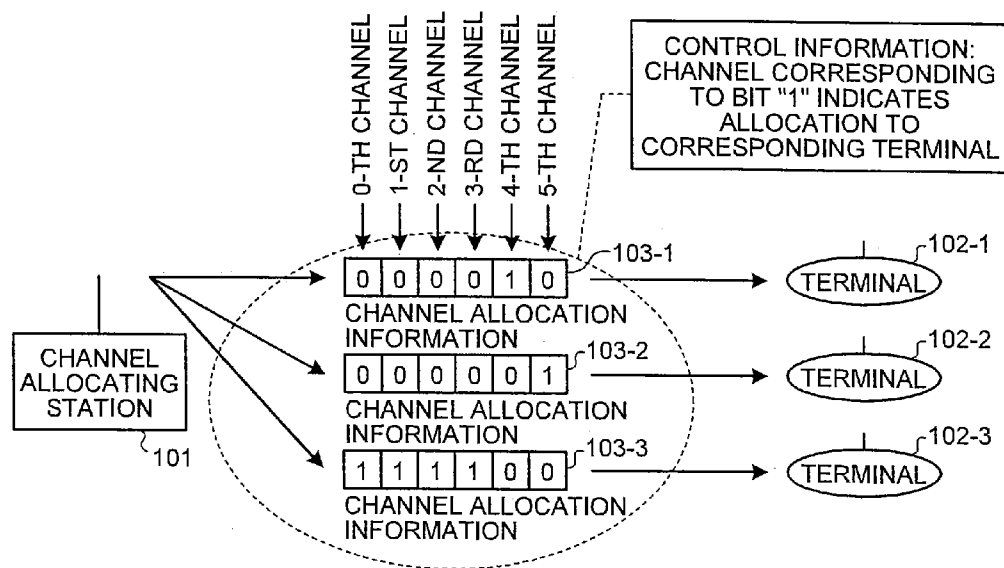 0-TH CHANNEL
1-ST CHANNEL
2-ND CHANNEL
3-RD CHANNEL
4-TH CHANNEL
5-TH CHANNEL
CONTROL INFORMATION:
CHANNEL CORRESPONDING
TO BIT "1" INDICATES
ALLOCATION TO
CORRESPONDING TERMINAL
CHANNEL
ALLOCATING
STATION
101
0 0 0 0 1 0
103-1
CHANNEL ALLOCATION
INFORMATION
TERMINAL
102-1
0 0 0 0 0 1
103-2
CHANNEL ALLOCATION
INFORMATION
TERMINAL
102-2
1 1 1 1 0 0
103-3
CHANNEL ALLOCATION
INFORMATION
TERMINAL
102-3